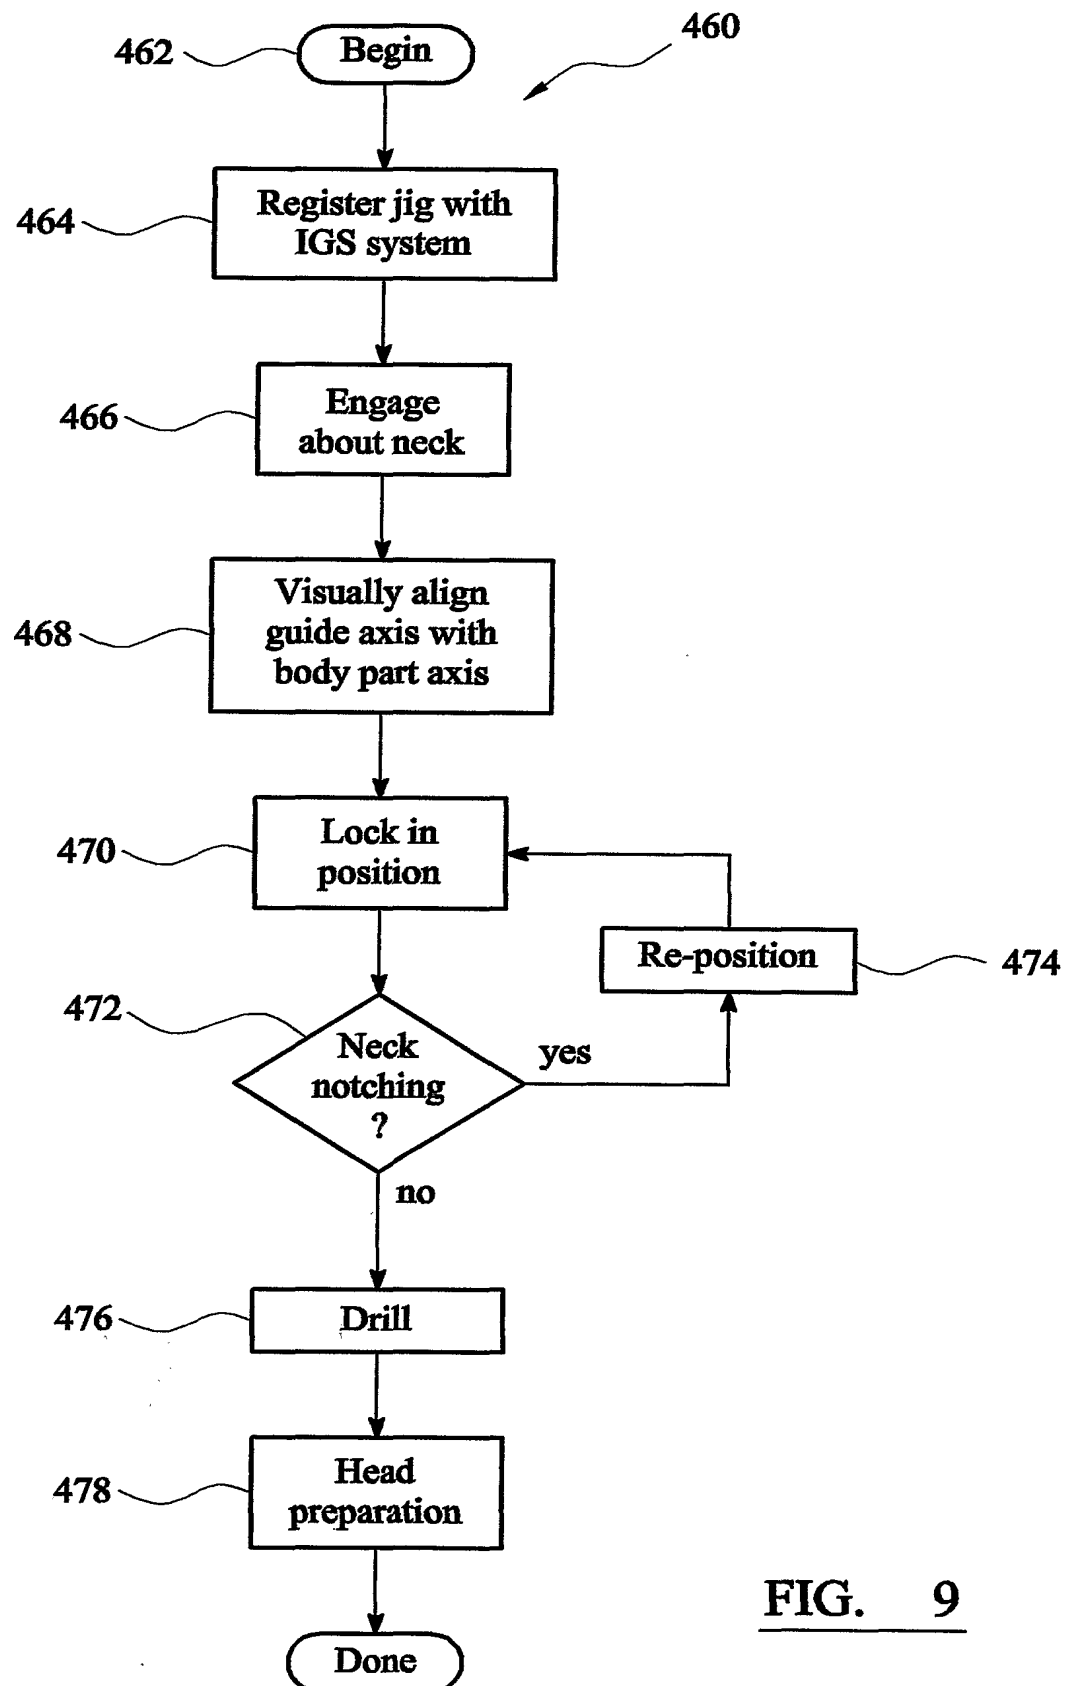 460
462
Begin
464
Register jig with
IGS system
466
Engage
about neck
468
Visually align
guide axis with
body part axis
470
Lock in
position
Re-position
474
472
Neck
notching
?
yes
no
476
Drill
478
Head
preparation
Done
FIG. 9